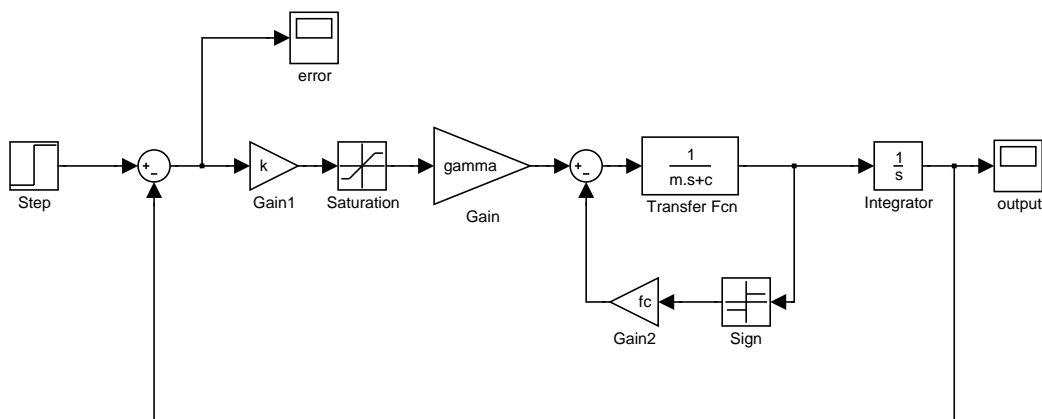 error
Step
+
−
k
Gain1
Saturation
gamma
Gain
+
−
1
m.s+c
Transfer Fcn
1
s
Integrator
output
fc
Gain2
Sign